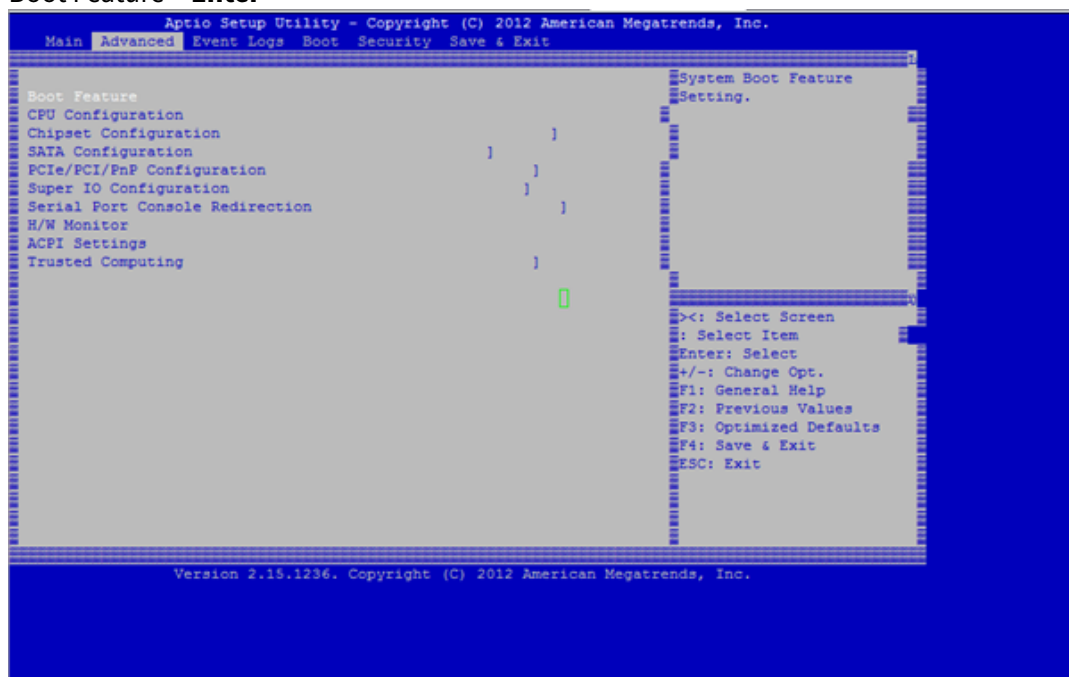 Boot Feature – Enter
Aptio Setup Utility - Copyright (C) 2012 American Megatrends, Inc.
Main Advanced Event Logs Boot Security Save & Exit
System Boot Feature
Setting.
Boot Feature
CPU Configuration
Chipset Configuration ]
SATA Configuration ]
PCIe/PCI/PnP Configuration ]
Super IO Configuration ]
Serial Port Console Redirection ]
H/W Monitor
ACPI Settings
Trusted Computing ]
><: Select Screen
: Select Item
Enter: Select
+/-: Change Opt.
F1: General Help
F2: Previous Values
F3: Optimized Defaults
F4: Save & Exit
ESC: Exit
Version 2.15.1236. Copyright (C) 2012 American Megatrends, Inc.